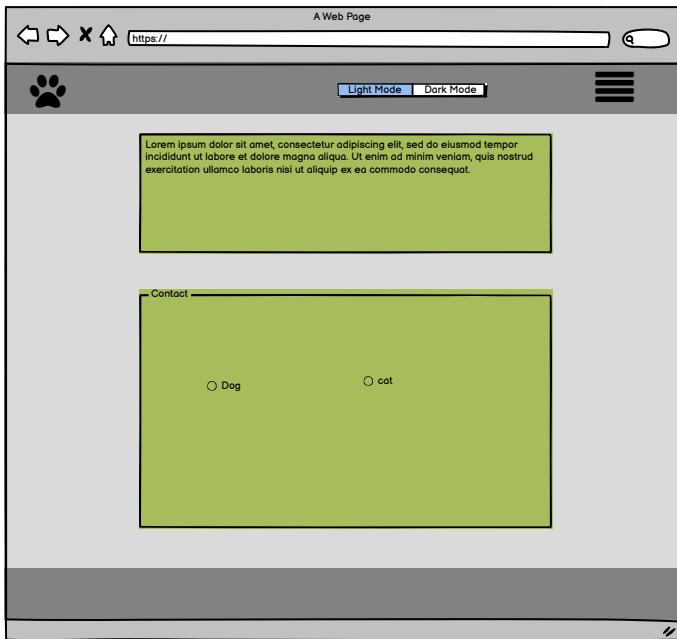 A Web Page
https://
Light Mode
Dark Mode
Lorem ipsum dolor sit amet, consectetur adipiscing elit, sed do eiusmod tempor
incididunt ut labore et dolore magna aliqua. Ut enim ad minim veniam, quis nostrud
exercitation ullamco laboris nisi ut aliquip ex ea commodo consequat.
Contact
Dog
cat